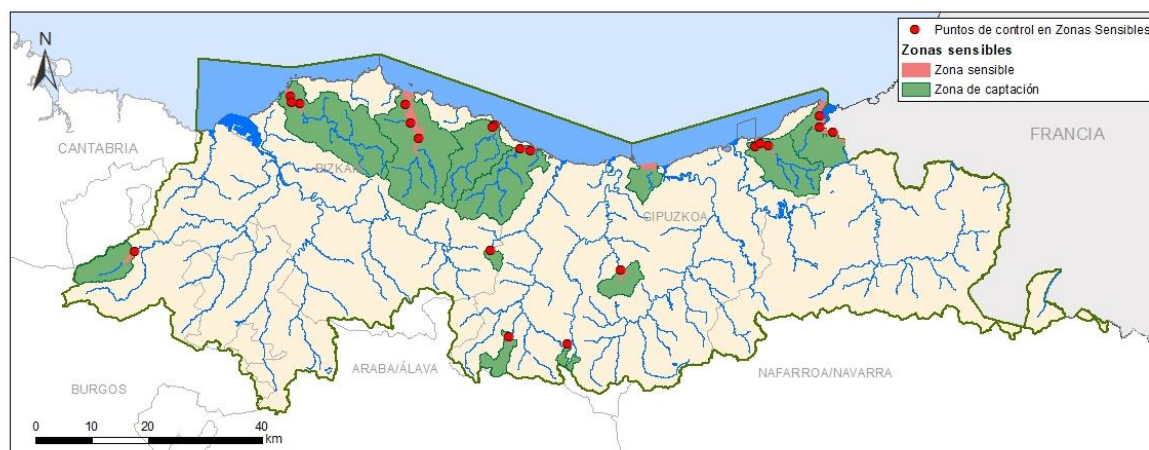 N
Puntos de control en Zonas Sensibles
Zonas sensibles
Zona sensible
Zona de captación
FRANCIA
CANTABRIA
GIPUZKOA
ARABA/ÁLAVA
NAFARROA/NAVARRA
BURGOS
0 10 20 40
km